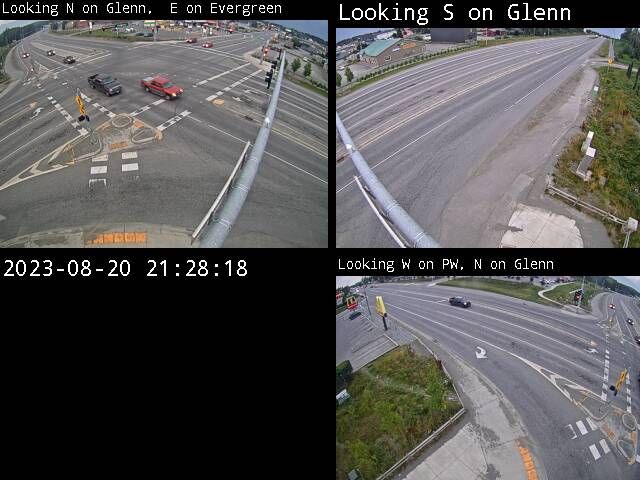 Looking N on Glenn,  E on Evergreen
Looking S on Glenn
2023-08-20 21:28:18
Looking W on PW, N on Glenn